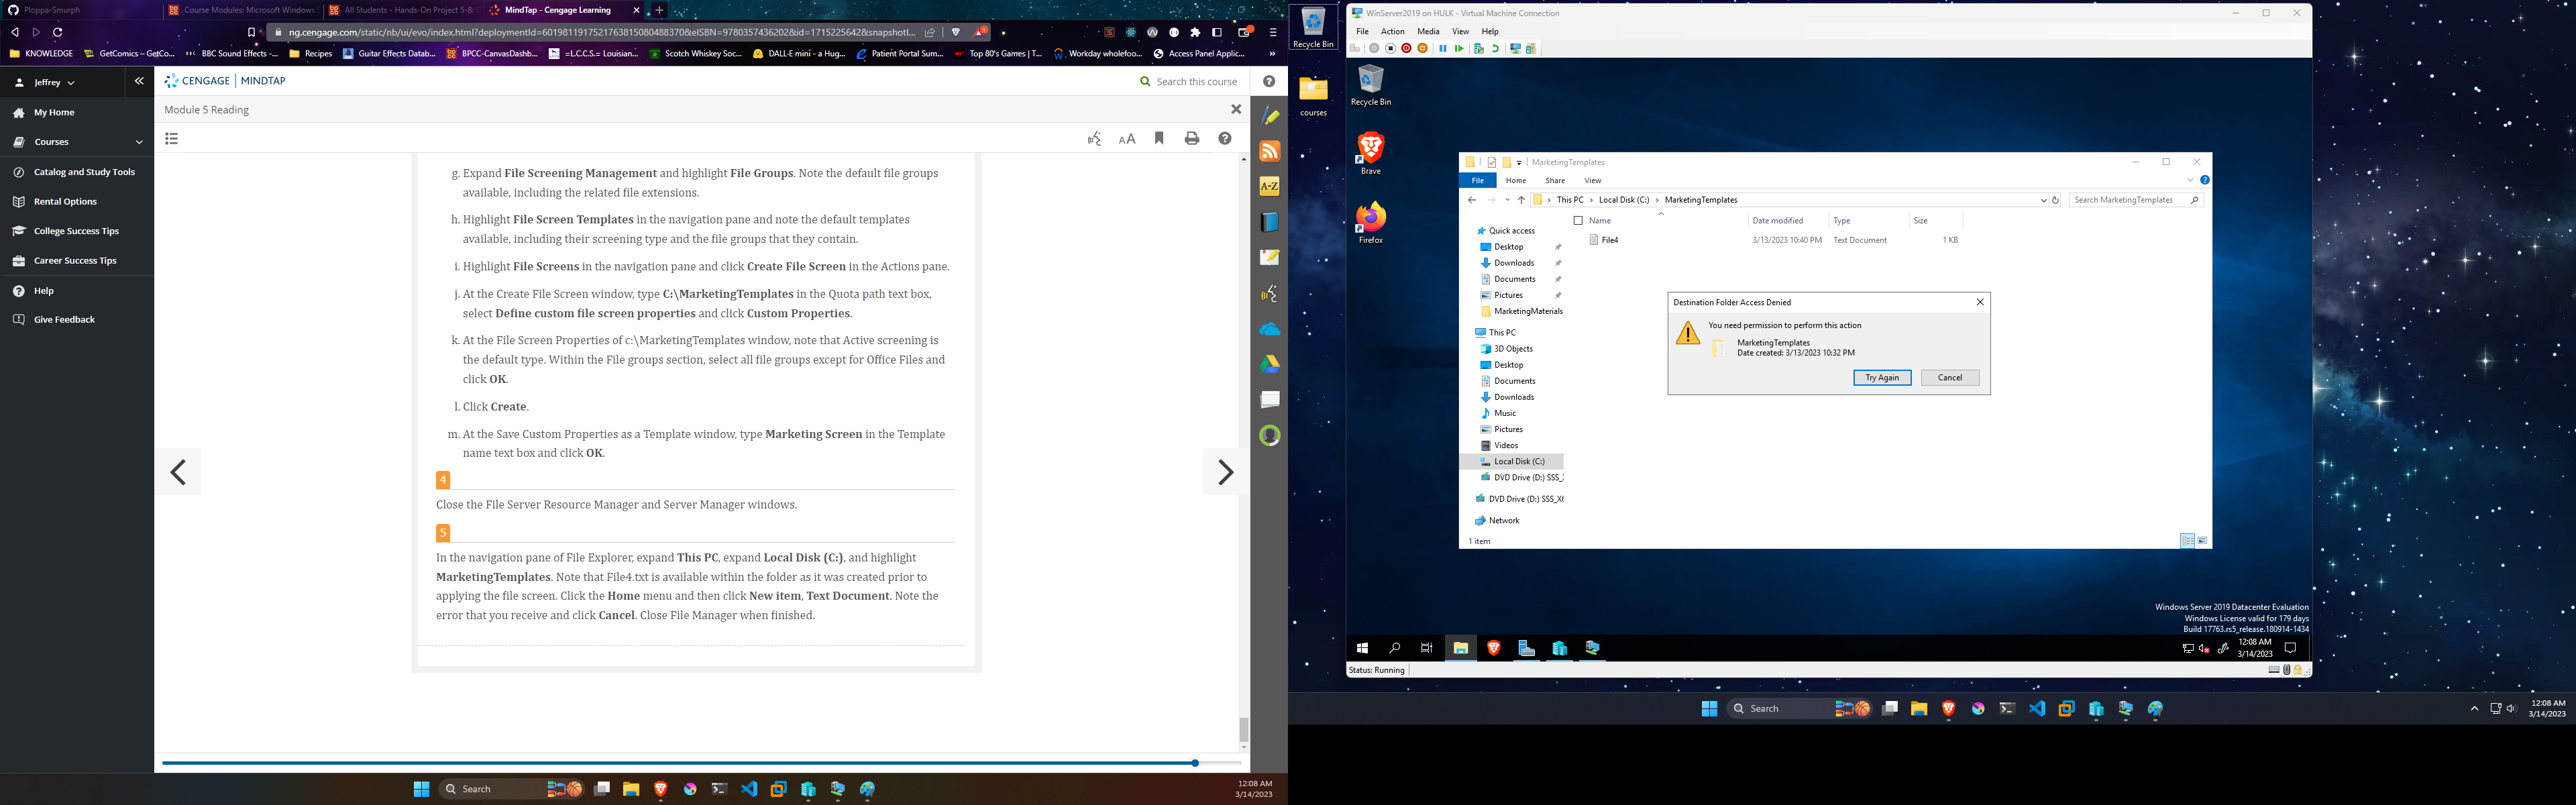 Ploppa-Smurph
Course Modules: Microsoft Windows
All Students - Hands-On Project 5-8: C
MindTap - Cengage Learning
ng.cengage.com/static/nb/ui/evo/index.html?deploymentId=6019811917521763815080488370&eISBN=9780357436202&id=1715225642&snapshotI...
KNOWLEDGE
GetComics – GetCo...
BBC Sound Effects -...
Recipes
Guitar Effects Datab...
BPCC-CanvasDashb...
=L.C.C.S.= Louisian...
Scotch Whiskey Soc...
DALL·E mini - a Hug...
Patient Portal Sum...
Top 80's Games | T...
Workday wholefoo...
Access Panel Applic...
Jeffrey
My Home
Courses
Catalog and Study Tools
Rental Options
College Success Tips
Career Success Tips
Help
Give Feedback
CENGAGE | MINDTAP
Search this course
Module 5 Reading
AA
A-Z
g. Expand File Screening Management and highlight File Groups. Note the default file groups
available, including the related file extensions.
h. Highlight File Screen Templates in the navigation pane and note the default templates
available, including their screening type and the file groups that they contain.
i. Highlight File Screens in the navigation pane and click Create File Screen in the Actions pane.
j. At the Create File Screen window, type C:\MarketingTemplates in the Quota path text box,
select Define custom file screen properties and click Custom Properties.
k. At the File Screen Properties of c:\MarketingTemplates window, note that Active screening is
the default type. Within the File groups section, select all file groups except for Office Files and
click OK.
l. Click Create.
m. At the Save Custom Properties as a Template window, type Marketing Screen in the Template
name text box and click OK.
4
Close the File Server Resource Manager and Server Manager windows.
5
In the navigation pane of File Explorer, expand This PC, expand Local Disk (C:), and highlight
MarketingTemplates. Note that File4.txt is available within the folder as it was created prior to
applying the file screen. Click the Home menu and then click New item, Text Document. Note the
error that you receive and click Cancel. Close File Manager when finished.
Search
12:08 AM
3/14/2023
Recycle Bin
courses
WinServer2019 on HULK - Virtual Machine Connection
File Action Media View Help
Recycle Bin
Brave
Firefox
MarketingTemplates
File Home Share View
This PC > Local Disk (C:) > MarketingTemplates
Search MarketingTemplates
Name Date modified Type Size
File4 3/13/2023 10:40 PM Text Document 1 KB
Quick access
Desktop
Downloads
Documents
Pictures
MarketingMaterials
This PC
3D Objects
Desktop
Documents
Downloads
Music
Pictures
Videos
Local Disk (C:)
DVD Drive (D:) SSS_X
DVD Drive (D:) SSS_X6
Network
1 item
Destination Folder Access Denied
You need permission to perform this action
MarketingTemplates
Date created: 3/13/2023 10:32 PM
Try Again
Cancel
Windows Server 2019 Datacenter Evaluation
Windows License valid for 179 days
Build 17763.rs5_release.180914-1434
12:08 AM
3/14/2023
Status: Running
Search
12:08 AM
3/14/2023